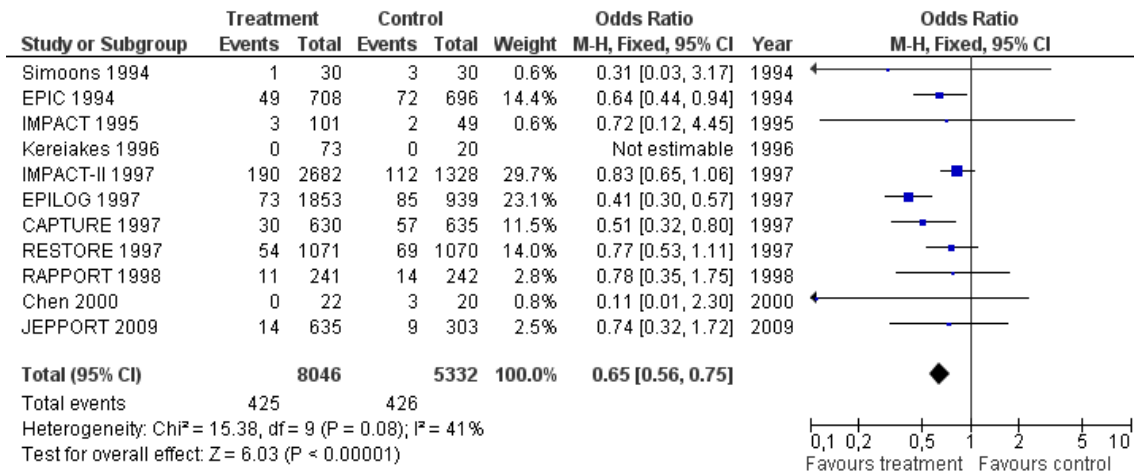 Treatment Control Odds Ratio Odds Ratio
Study or Subgroup Events Total Events Total Weight M-H, Fixed, 95% CI Year M-H, Fixed, 95% CI
Simoons 1994 1 30 3 30 0.6% 0.31 [0.03, 3.17] 1994
EPIC 1994 49 708 72 696 14.4% 0.64 [0.44, 0.94] 1994
IMPACT 1995 3 101 2 49 0.6% 0.72 [0.12, 4.45] 1995
Kereiakes 1996 0 73 0 20 Not estimable 1996
IMPACT-II 1997 190 2682 112 1328 29.7% 0.83 [0.65, 1.06] 1997
EPILOG 1997 73 1853 85 939 23.1% 0.41 [0.30, 0.57] 1997
CAPTURE 1997 30 630 57 635 11.5% 0.51 [0.32, 0.80] 1997
RESTORE 1997 54 1071 69 1070 14.0% 0.77 [0.53, 1.11] 1997
RAPPORT 1998 11 241 14 242 2.8% 0.78 [0.35, 1.75] 1998
Chen 2000 0 22 3 20 0.8% 0.11 [0.01, 2.30] 2000
JEPPORT 2009 14 635 9 303 2.5% 0.74 [0.32, 1.72] 2009
Total (95% CI) 8046 5332 100.0% 0.65 [0.56, 0.75]
Total events 425 426
Heterogeneity: Chi² = 15.38, df = 9 (P = 0.08); I² = 41%
Test for overall effect: Z = 6.03 (P < 0.00001)
0,1 0,2 0,5 1 2 5 10
Favours treatment Favours control